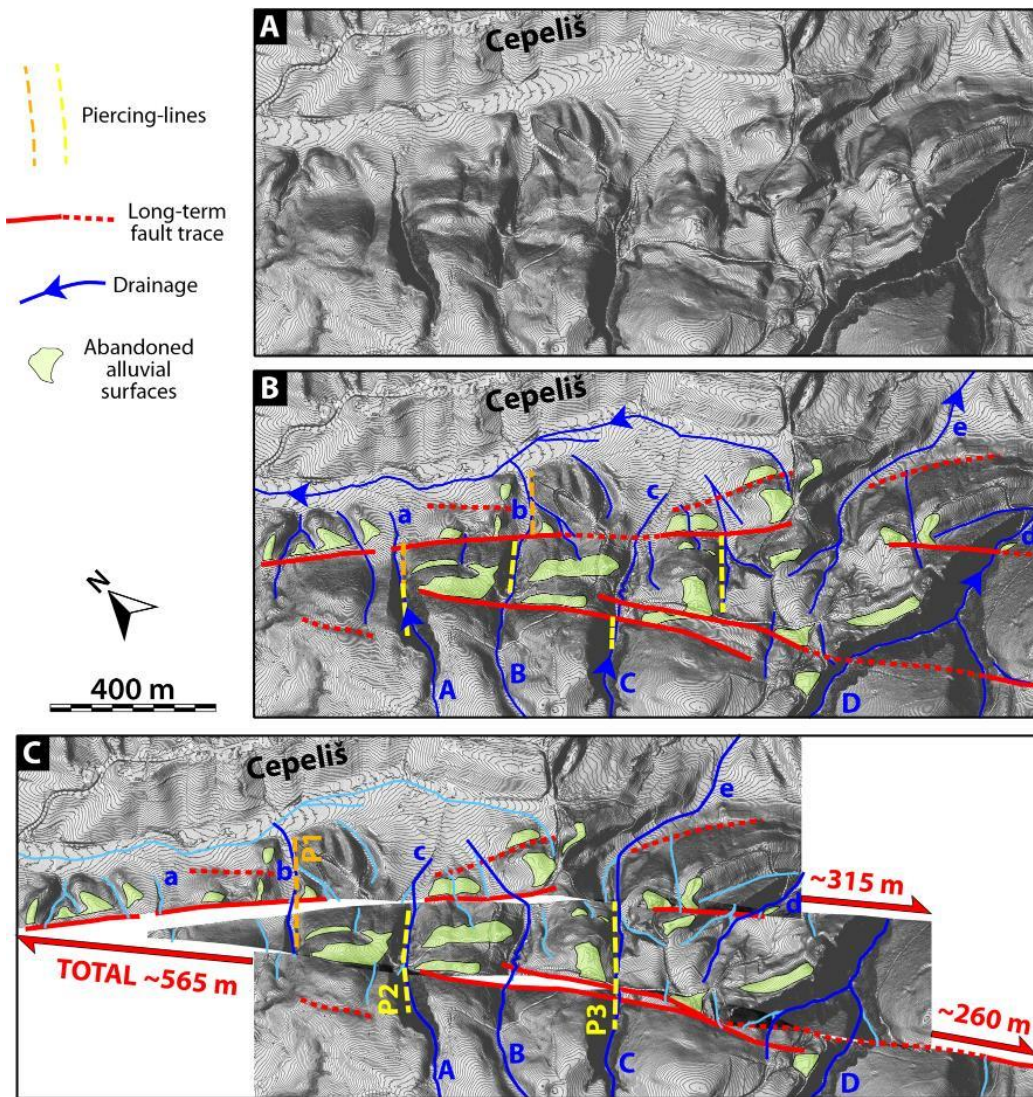 Piercing-lines
Long-term
fault trace
Drainage
Abandoned
alluvial
surfaces
N
400 m
A
Cepeliš
B
Cepeliš
e
a
b
c
d
A
B
C
D
C
Cepeliš
e
P1
a
b
c
d
~315 m
TOTAL ~565 m
P2
P3
~260 m
A
B
C
D